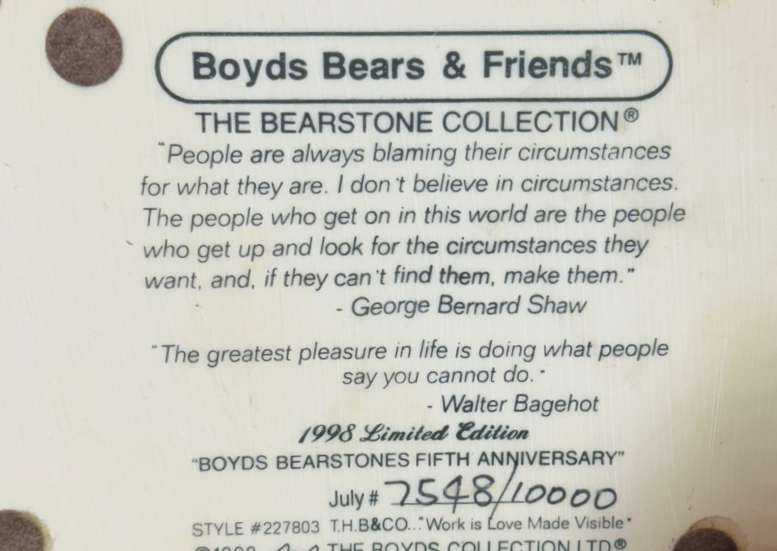 Boyds Bears & Friends™
THE BEARSTONE COLLECTION®
"People are always blaming their circumstances
for what they are. I don't believe in circumstances.
The people who get on in this world are the people
who get up and look for the circumstances they
want, and, if they can't find them, make them."
- George Bernard Shaw
"The greatest pleasure in life is doing what people
say you cannot do."
- Walter Bagehot
1998 Limited Edition
"BOYDS BEARSTONES FIFTH ANNIVERSARY"
July # 7548/10000
STYLE #227803 T.H.B&CO..."Work is Love Made Visible"
THE BOYDS COLLECTION LTD®